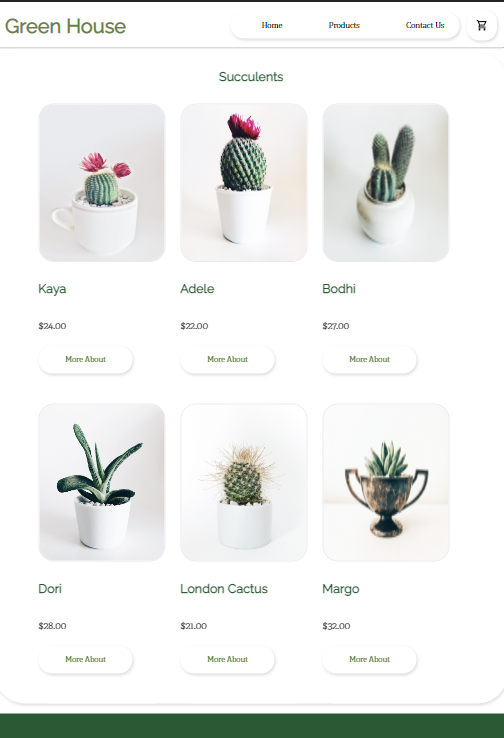 Green House
Home Products Contact Us
Succulents
Kaya Adele Bodhi
$24.00 $22.00 $27.00
More About More About More About
Dori London Cactus Margo
$28.00 $21.00 $32.00
More About More About More About